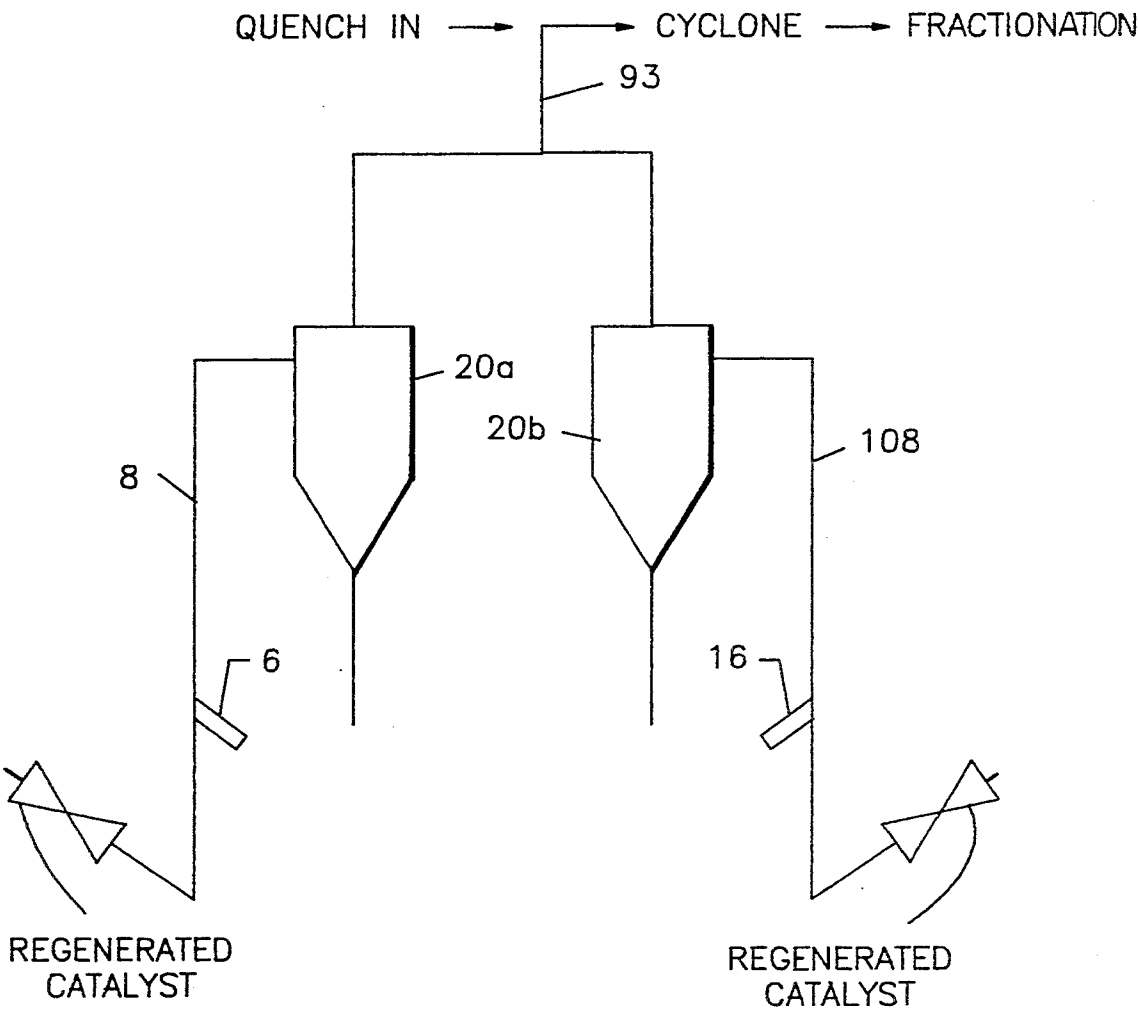 QUENCH IN CYCLONE FRACTIONATION
93
20a
20b
108
8
6
16
REGENERATED
CATALYST
REGENERATED
CATALYST